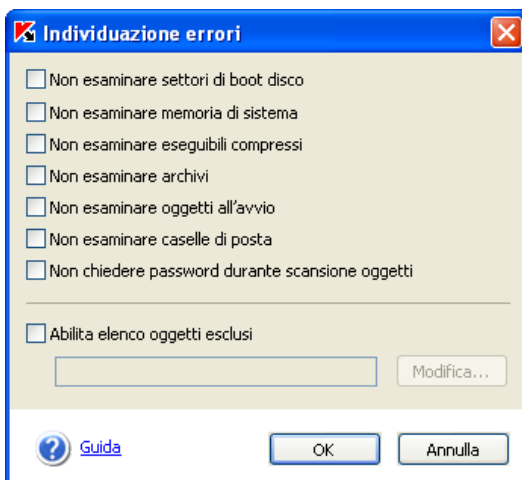 Individuazione errori
Non esaminare settori di boot disco
Non esaminare memoria di sistema
Non esaminare eseguibili compressi
Non esaminare archivi
Non esaminare oggetti all'avvio
Non esaminare caselle di posta
Non chiedere password durante scansione oggetti
Abilita elenco oggetti esclusi
Modifica...
Guida
OK
Annulla